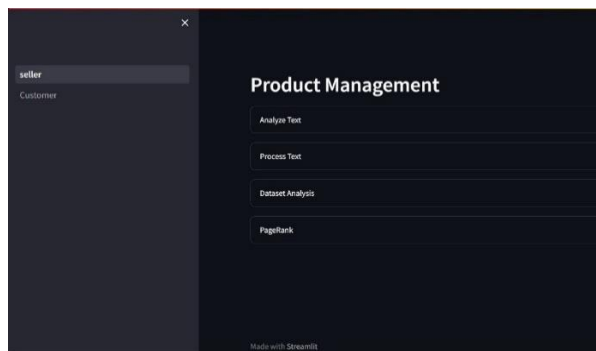 seller
Customer
Product Management
Analyze Text
Process Text
Dataset Analysis
PageRank
Made with Streamlit